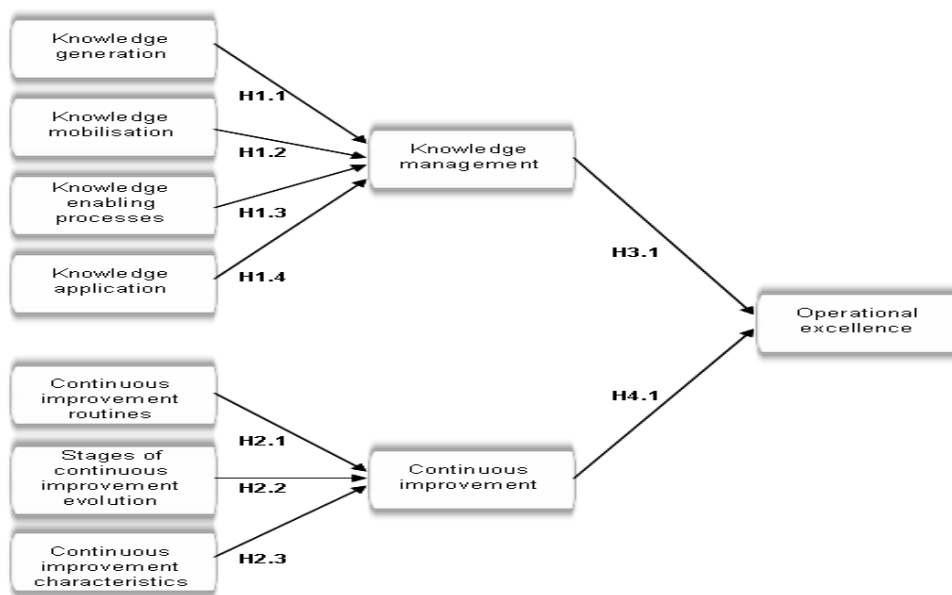 Knowledge
generation
H1.1
Knowledge
mobilisation
H1.2
Knowledge
enabling
processes
H1.3
Knowledge
application
H1.4
Knowledge
management
H3.1
Operational
excellence
Continuous
improvement
routines
H2.1
Stages of
continuous
improvement
evolution
H2.2
Continuous
improvement
characteristics
H2.3
Continuous
improvement
H4.1